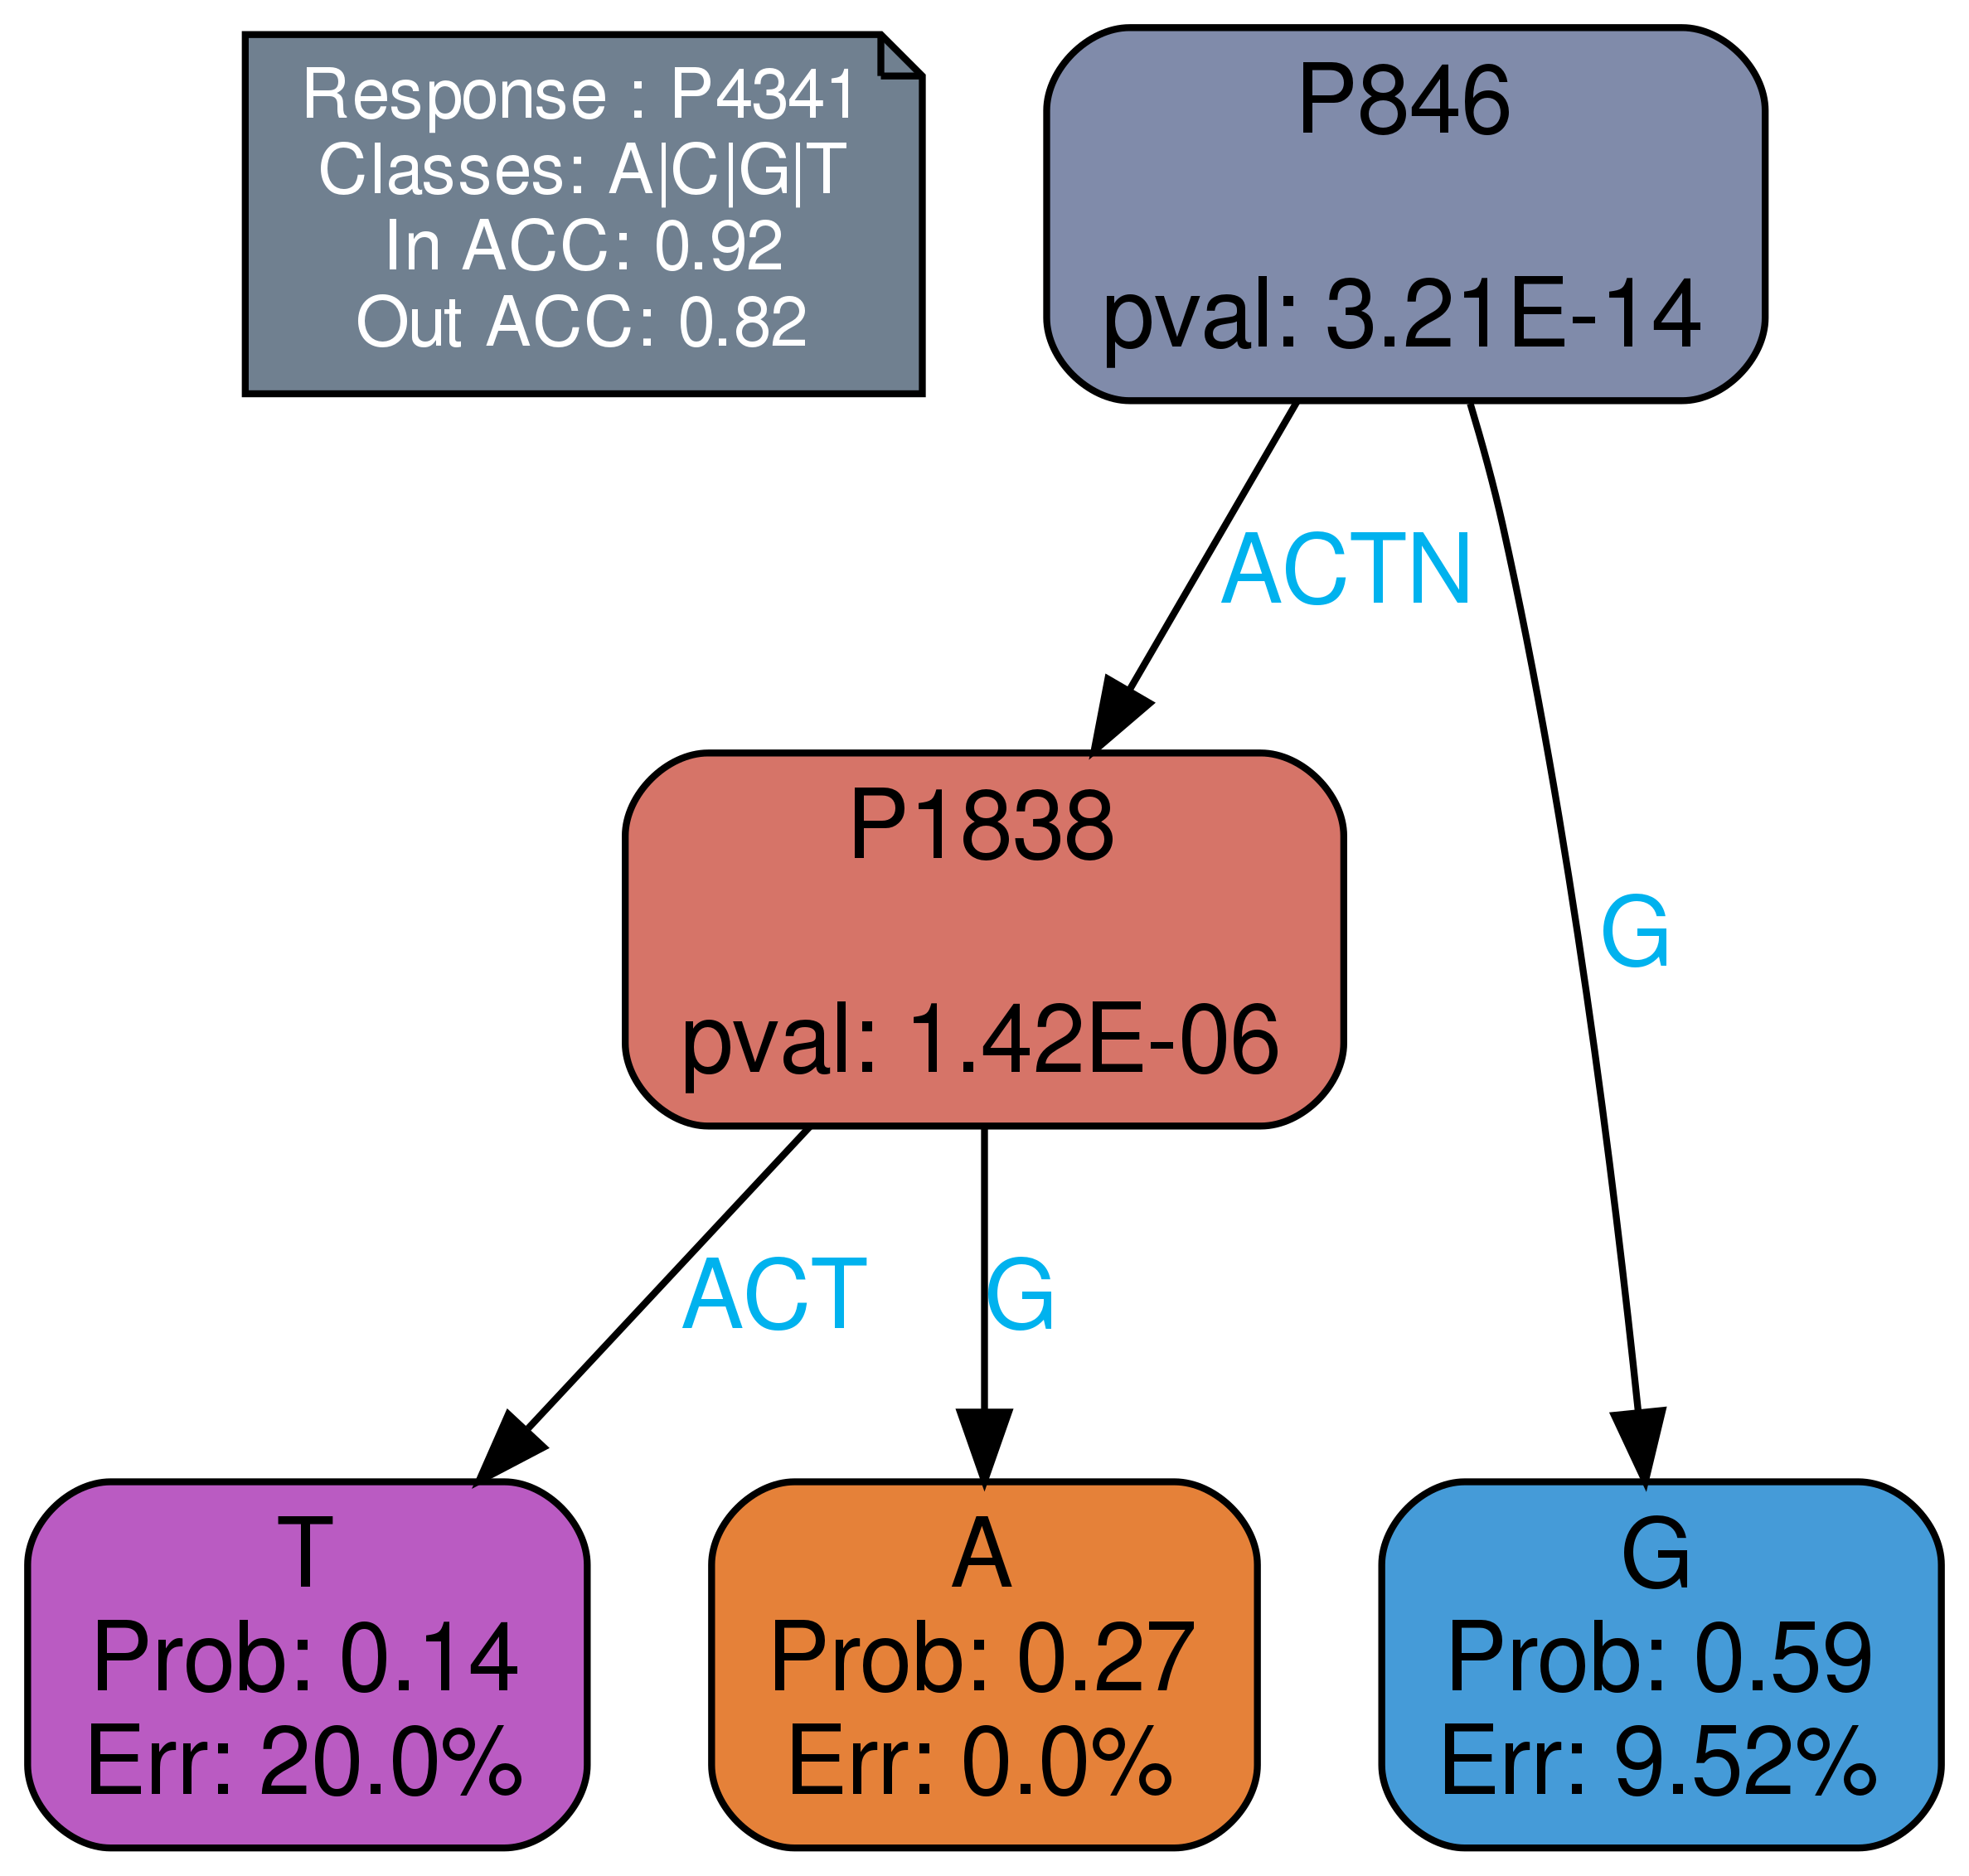 Response : P4341
Classes: A|C|G|T
In ACC: 0.92
Out ACC: 0.82
P846
pval: 3.21E-14
ACTN
G
P1838
pval: 1.42E-06
ACT
G
T
Prob: 0.14
Err: 20.0%
A
Prob: 0.27
Err: 0.0%
G
Prob: 0.59
Err: 9.52%